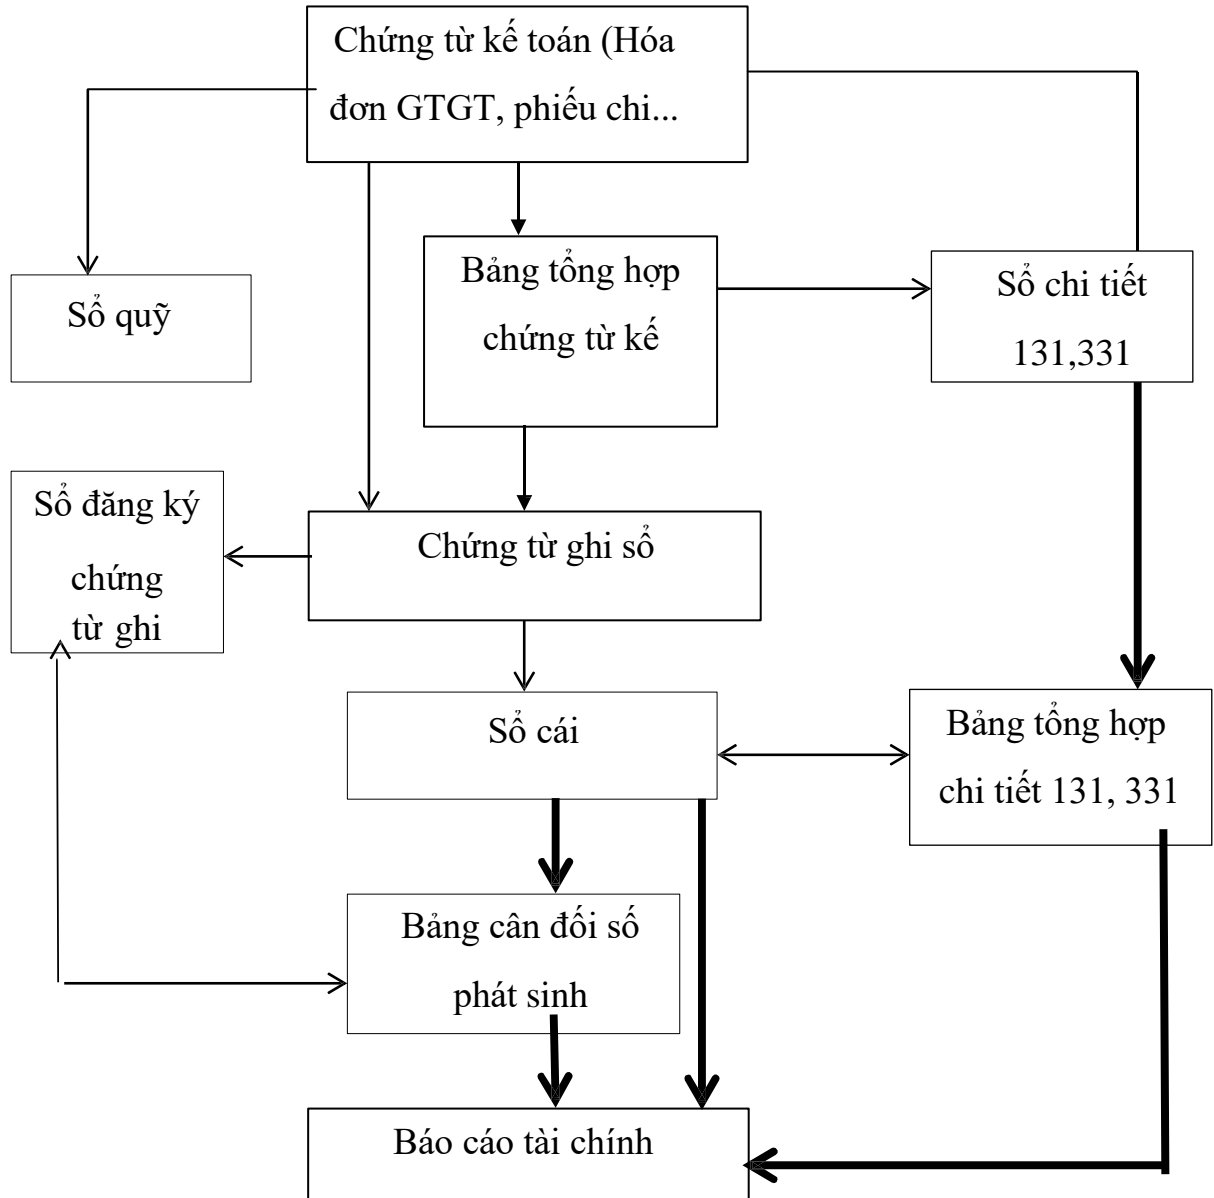 Chứng từ kế toán (Hóa
đơn GTGT, phiếu chi...
Bảng tổng hợp
chứng từ kế
Sổ chi tiết
131,331
Sổ quỹ
Sổ đăng ký
chứng
từ ghi
Chứng từ ghi sổ
Sổ cái
Bảng tổng hợp
chi tiết 131, 331
Bảng cân đối số
phát sinh
Báo cáo tài chính